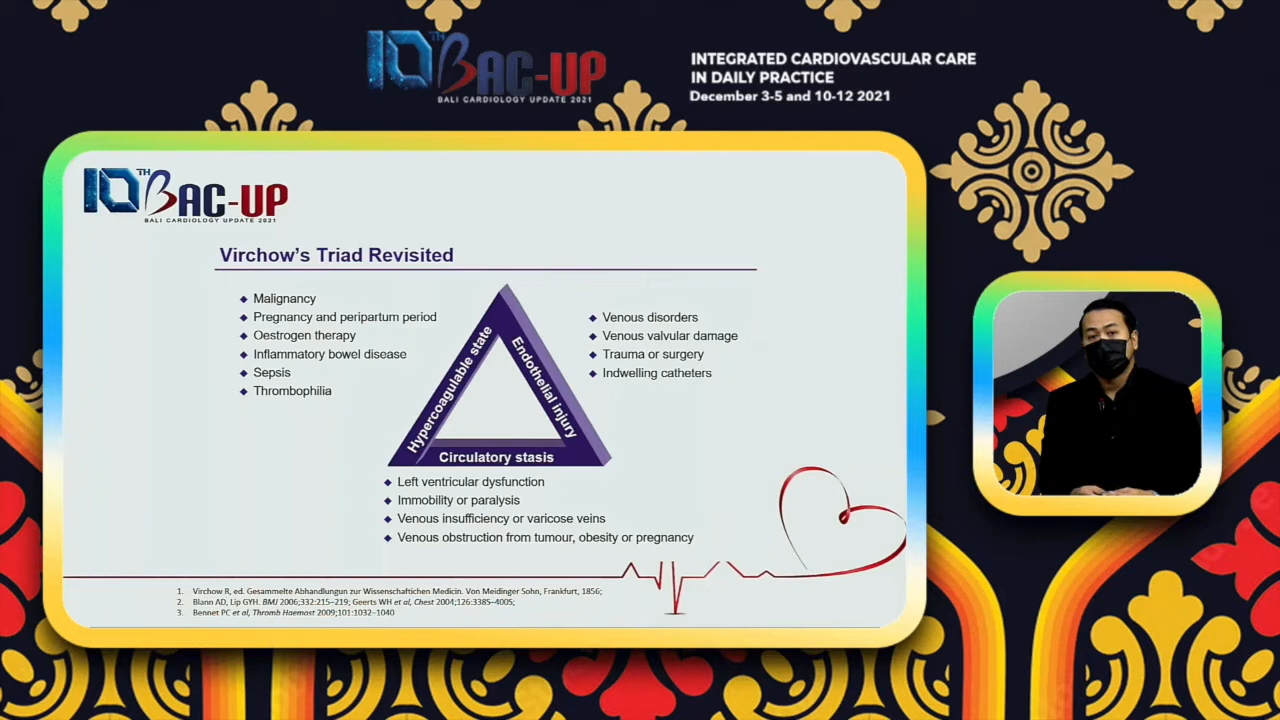 10TH BAC-UP
BALI CARDIOLOGY UPDATE 2021
INTEGRATED CARDIOVASCULAR CARE
IN DAILY PRACTICE
December 3-5 and 10-12 2021
10TH BAC-UP
BALI CARDIOLOGY UPDATE 2021
Virchow's Triad Revisited
Malignancy
Pregnancy and peripartum period
Oestrogen therapy
Inflammatory bowel disease
Sepsis
Thrombophilia
Hypercoagulable state
Endothelial injury
Circulatory stasis
Venous disorders
Venous valvular damage
Trauma or surgery
Indwelling catheters
Left ventricular dysfunction
Immobility or paralysis
Venous insufficiency or varicose veins
Venous obstruction from tumour, obesity or pregnancy
1. Virchow R, ed. Gesammelte Abhandlungun zur Wissenschaftichen Medicin. Von Meidinger Sohn, Frankfurt, 1856;
2. Blann AD, Lip GYH. BMJ 2006;332:215–219; Geerts WH et al, Chest 2004;126:338S–400S;
3. Bennet PC et al, Thromb Haemost 2009;101:1032–1040